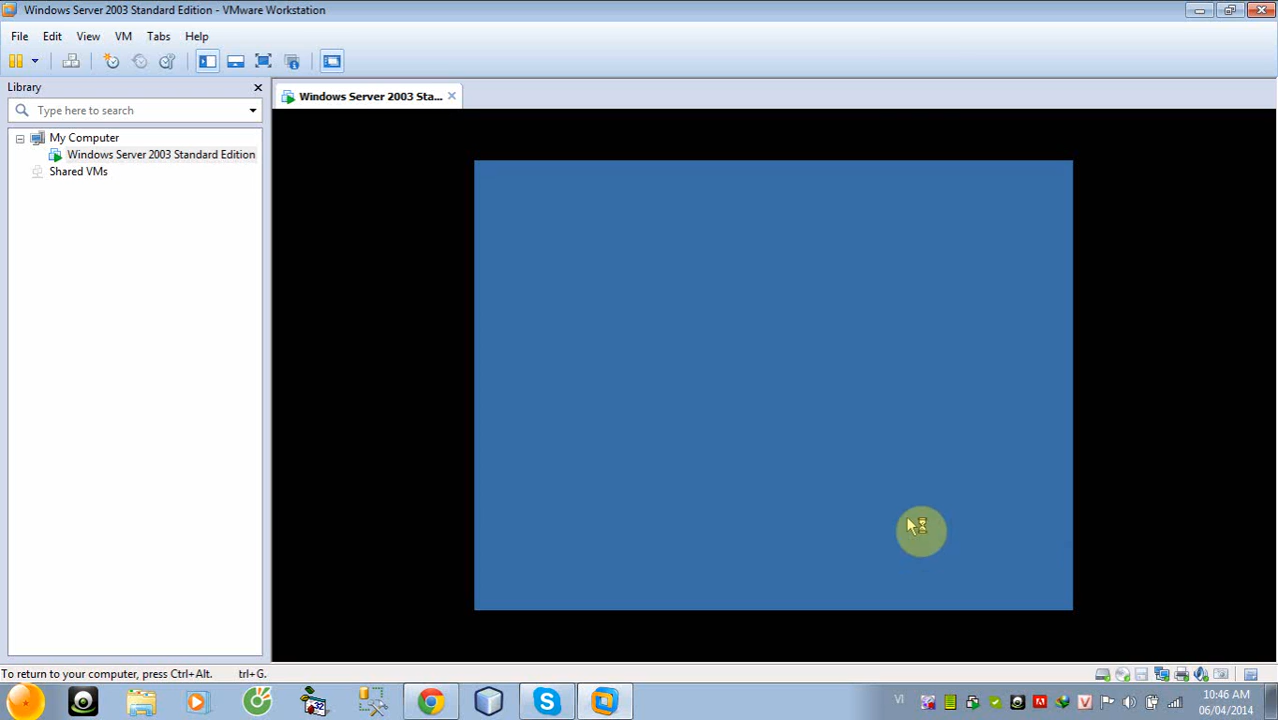 Windows Server 2003 Standard Edition - VMware Workstation
File Edit View VM Tabs Help
Library
Type here to search
My Computer
Windows Server 2003 Standard Edition
Shared VMs
Windows Server 2003 Sta...
To return to your computer, press Ctrl+Alt. trl+G.
32
VI
V
10:46 AM
06/04/2014